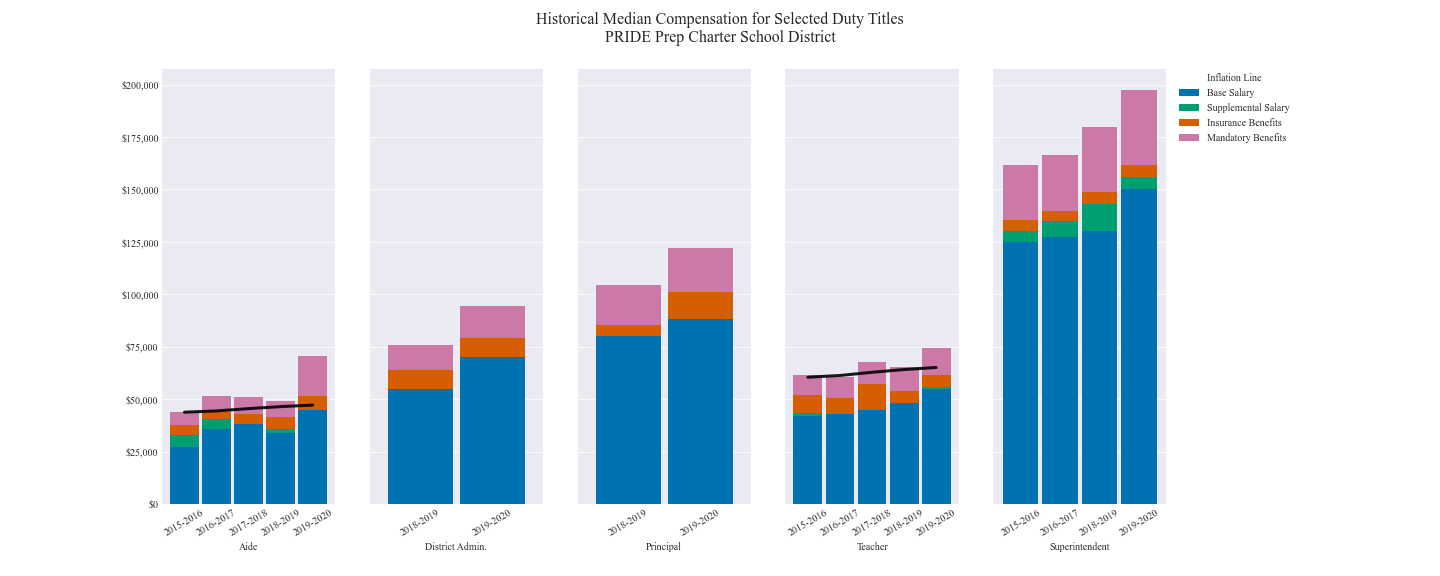 Historical Median Compensation for Selected Duty Titles
PRIDE Prep Charter School District
$200,000
$175,000
$150,000
$125,000
$100,000
$75,000
$50,000
$25,000
$0
2015-2016
2016-2017
2017-2018
2018-2019
2019-2020
Aide
2018-2019
2019-2020
District Admin.
2018-2019
2019-2020
Principal
2015-2016
2016-2017
2017-2018
2018-2019
2019-2020
Teacher
2015-2016
2016-2017
2018-2019
2019-2020
Superintendent
Inflation Line
Base Salary
Supplemental Salary
Insurance Benefits
Mandatory Benefits